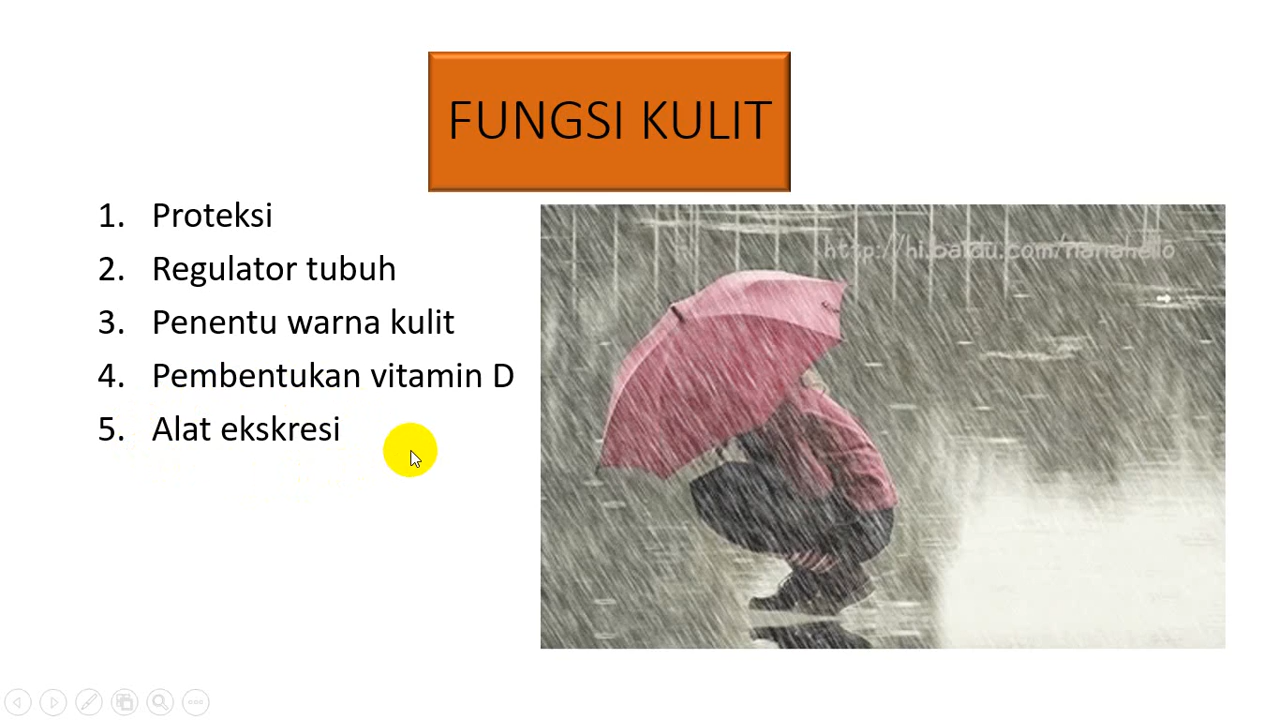 FUNGSI KULIT
1. Proteksi
2. Regulator tubuh
3. Penentu warna kulit
4. Pembentukan vitamin D
5. Alat ekskresi
http://hi.baidu.com/nanahello